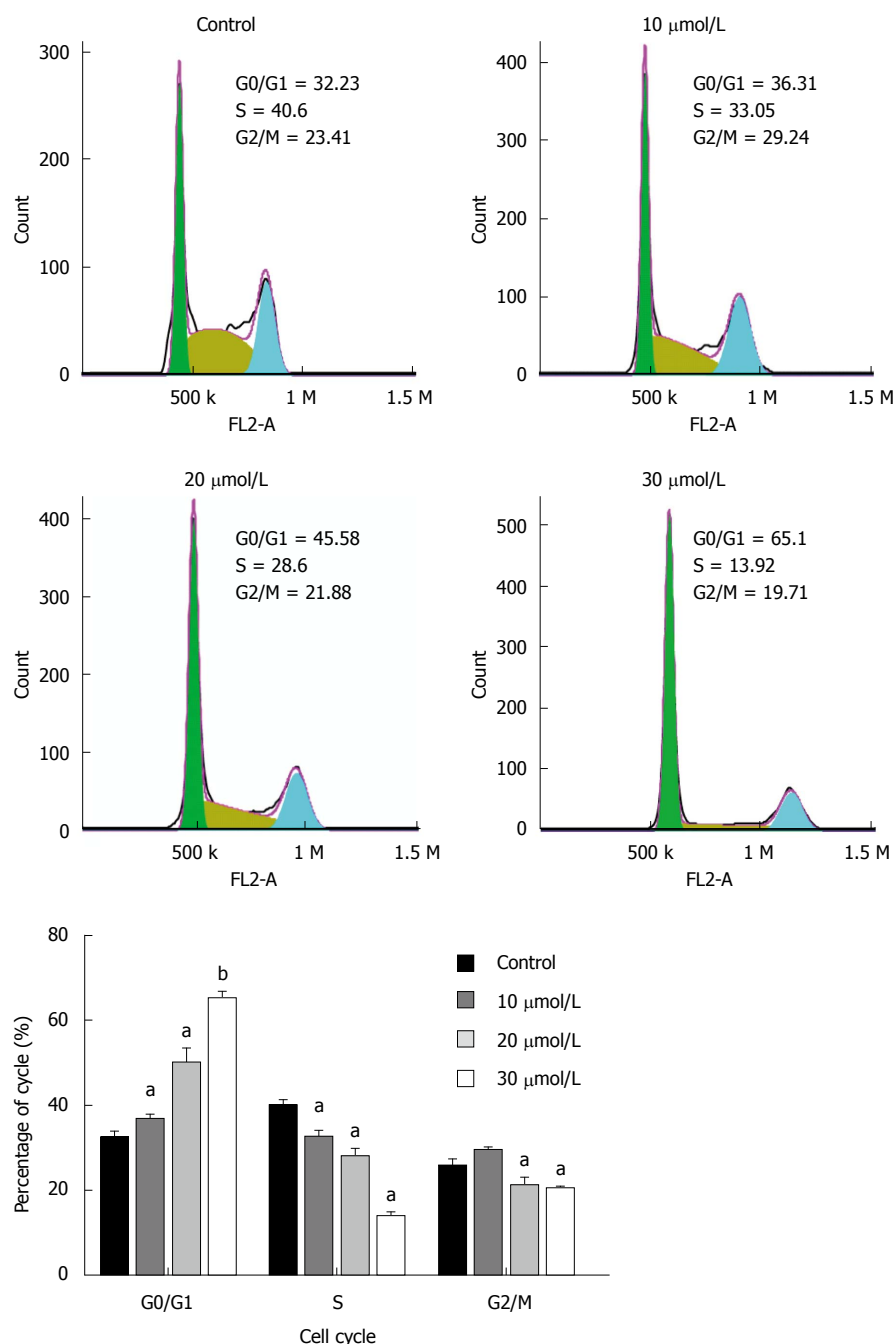 Control
300
200
100
0
Count
G0/G1 = 32.23
S = 40.6
G2/M = 23.41
500 k 1 M 1.5 M
FL2-A
10 μmol/L
400
300
200
100
0
Count
G0/G1 = 36.31
S = 33.05
G2/M = 29.24
500 k 1 M 1.5 M
FL2-A
20 μmol/L
400
300
200
100
0
Count
G0/G1 = 45.58
S = 28.6
G2/M = 21.88
500 k 1 M 1.5 M
FL2-A
30 μmol/L
500
400
300
200
100
0
Count
G0/G1 = 65.1
S = 13.92
G2/M = 19.71
500 k 1 M 1.5 M
FL2-A
80
60
40
20
0
Percentage of cycle (%)
Control
10 μmol/L
20 μmol/L
30 μmol/L
a a b
a a a
a a
G0/G1 S G2/M
Cell cycle